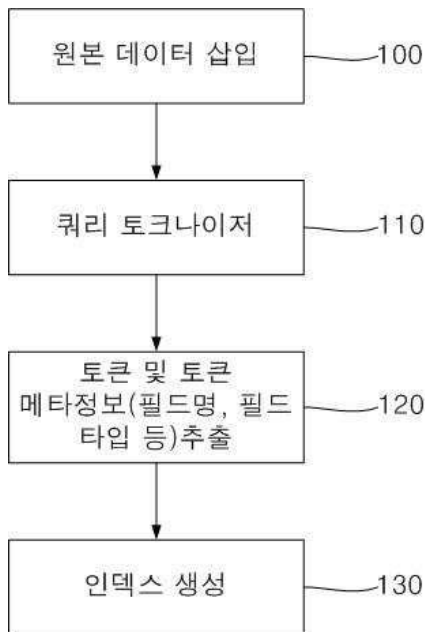 원본 데이터 삽입
100
쿼리 토크나이저
110
토큰 및 토큰
메타정보(필드명, 필드
타입 등)추출
120
인덱스 생성
130